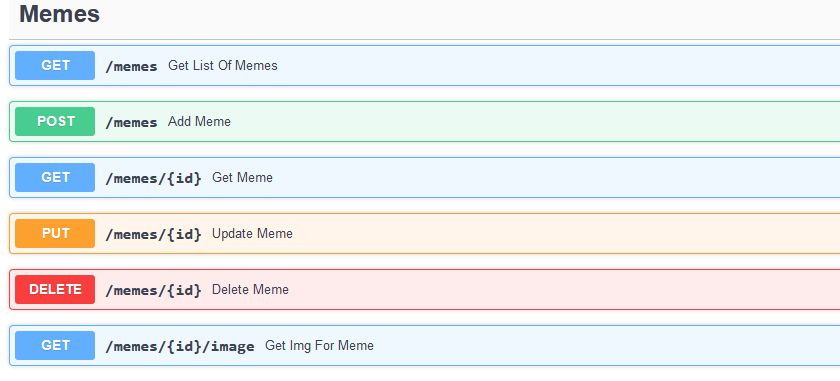 Memes
GET /memes Get List Of Memes
POST /memes Add Meme
GET /memes/{id} Get Meme
PUT /memes/{id} Update Meme
DELETE /memes/{id} Delete Meme
GET /memes/{id}/image Get Img For Meme